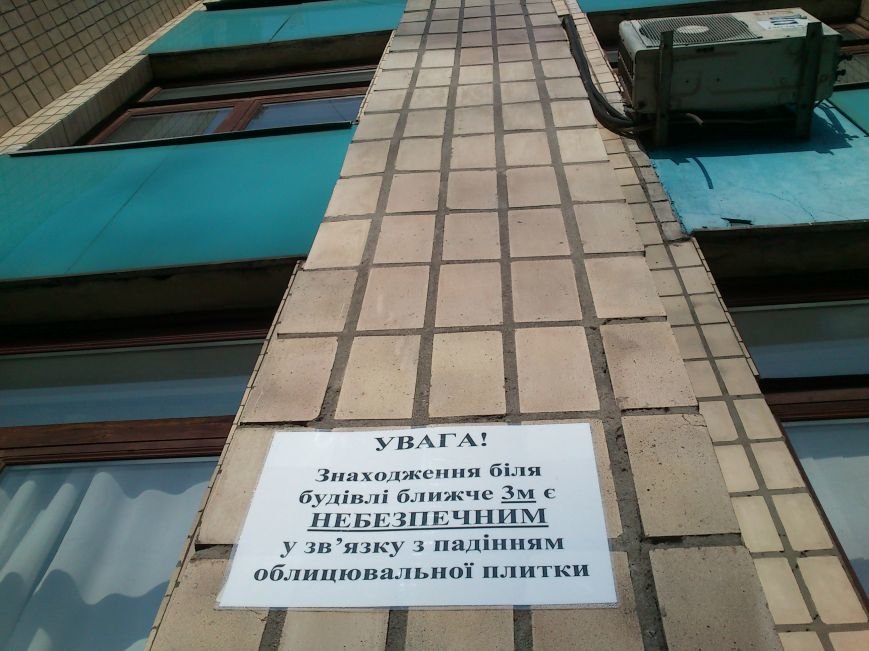 УВАГА!
Знаходження біля
будівлі ближче 3м є
НЕБЕЗПЕЧНИМ
у зв’язку з падінням
облицювальної плитки